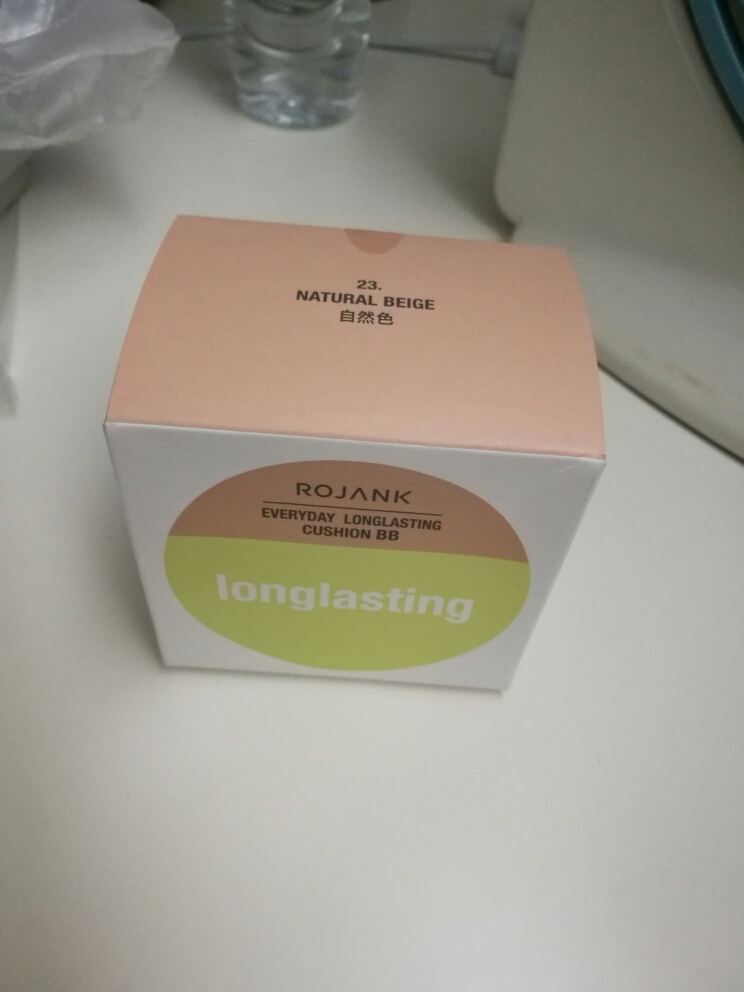 23.
NATURAL BEIGE
自然色
ROJANK
EVERYDAY LONGLASTING
CUSHION BB
longlasting